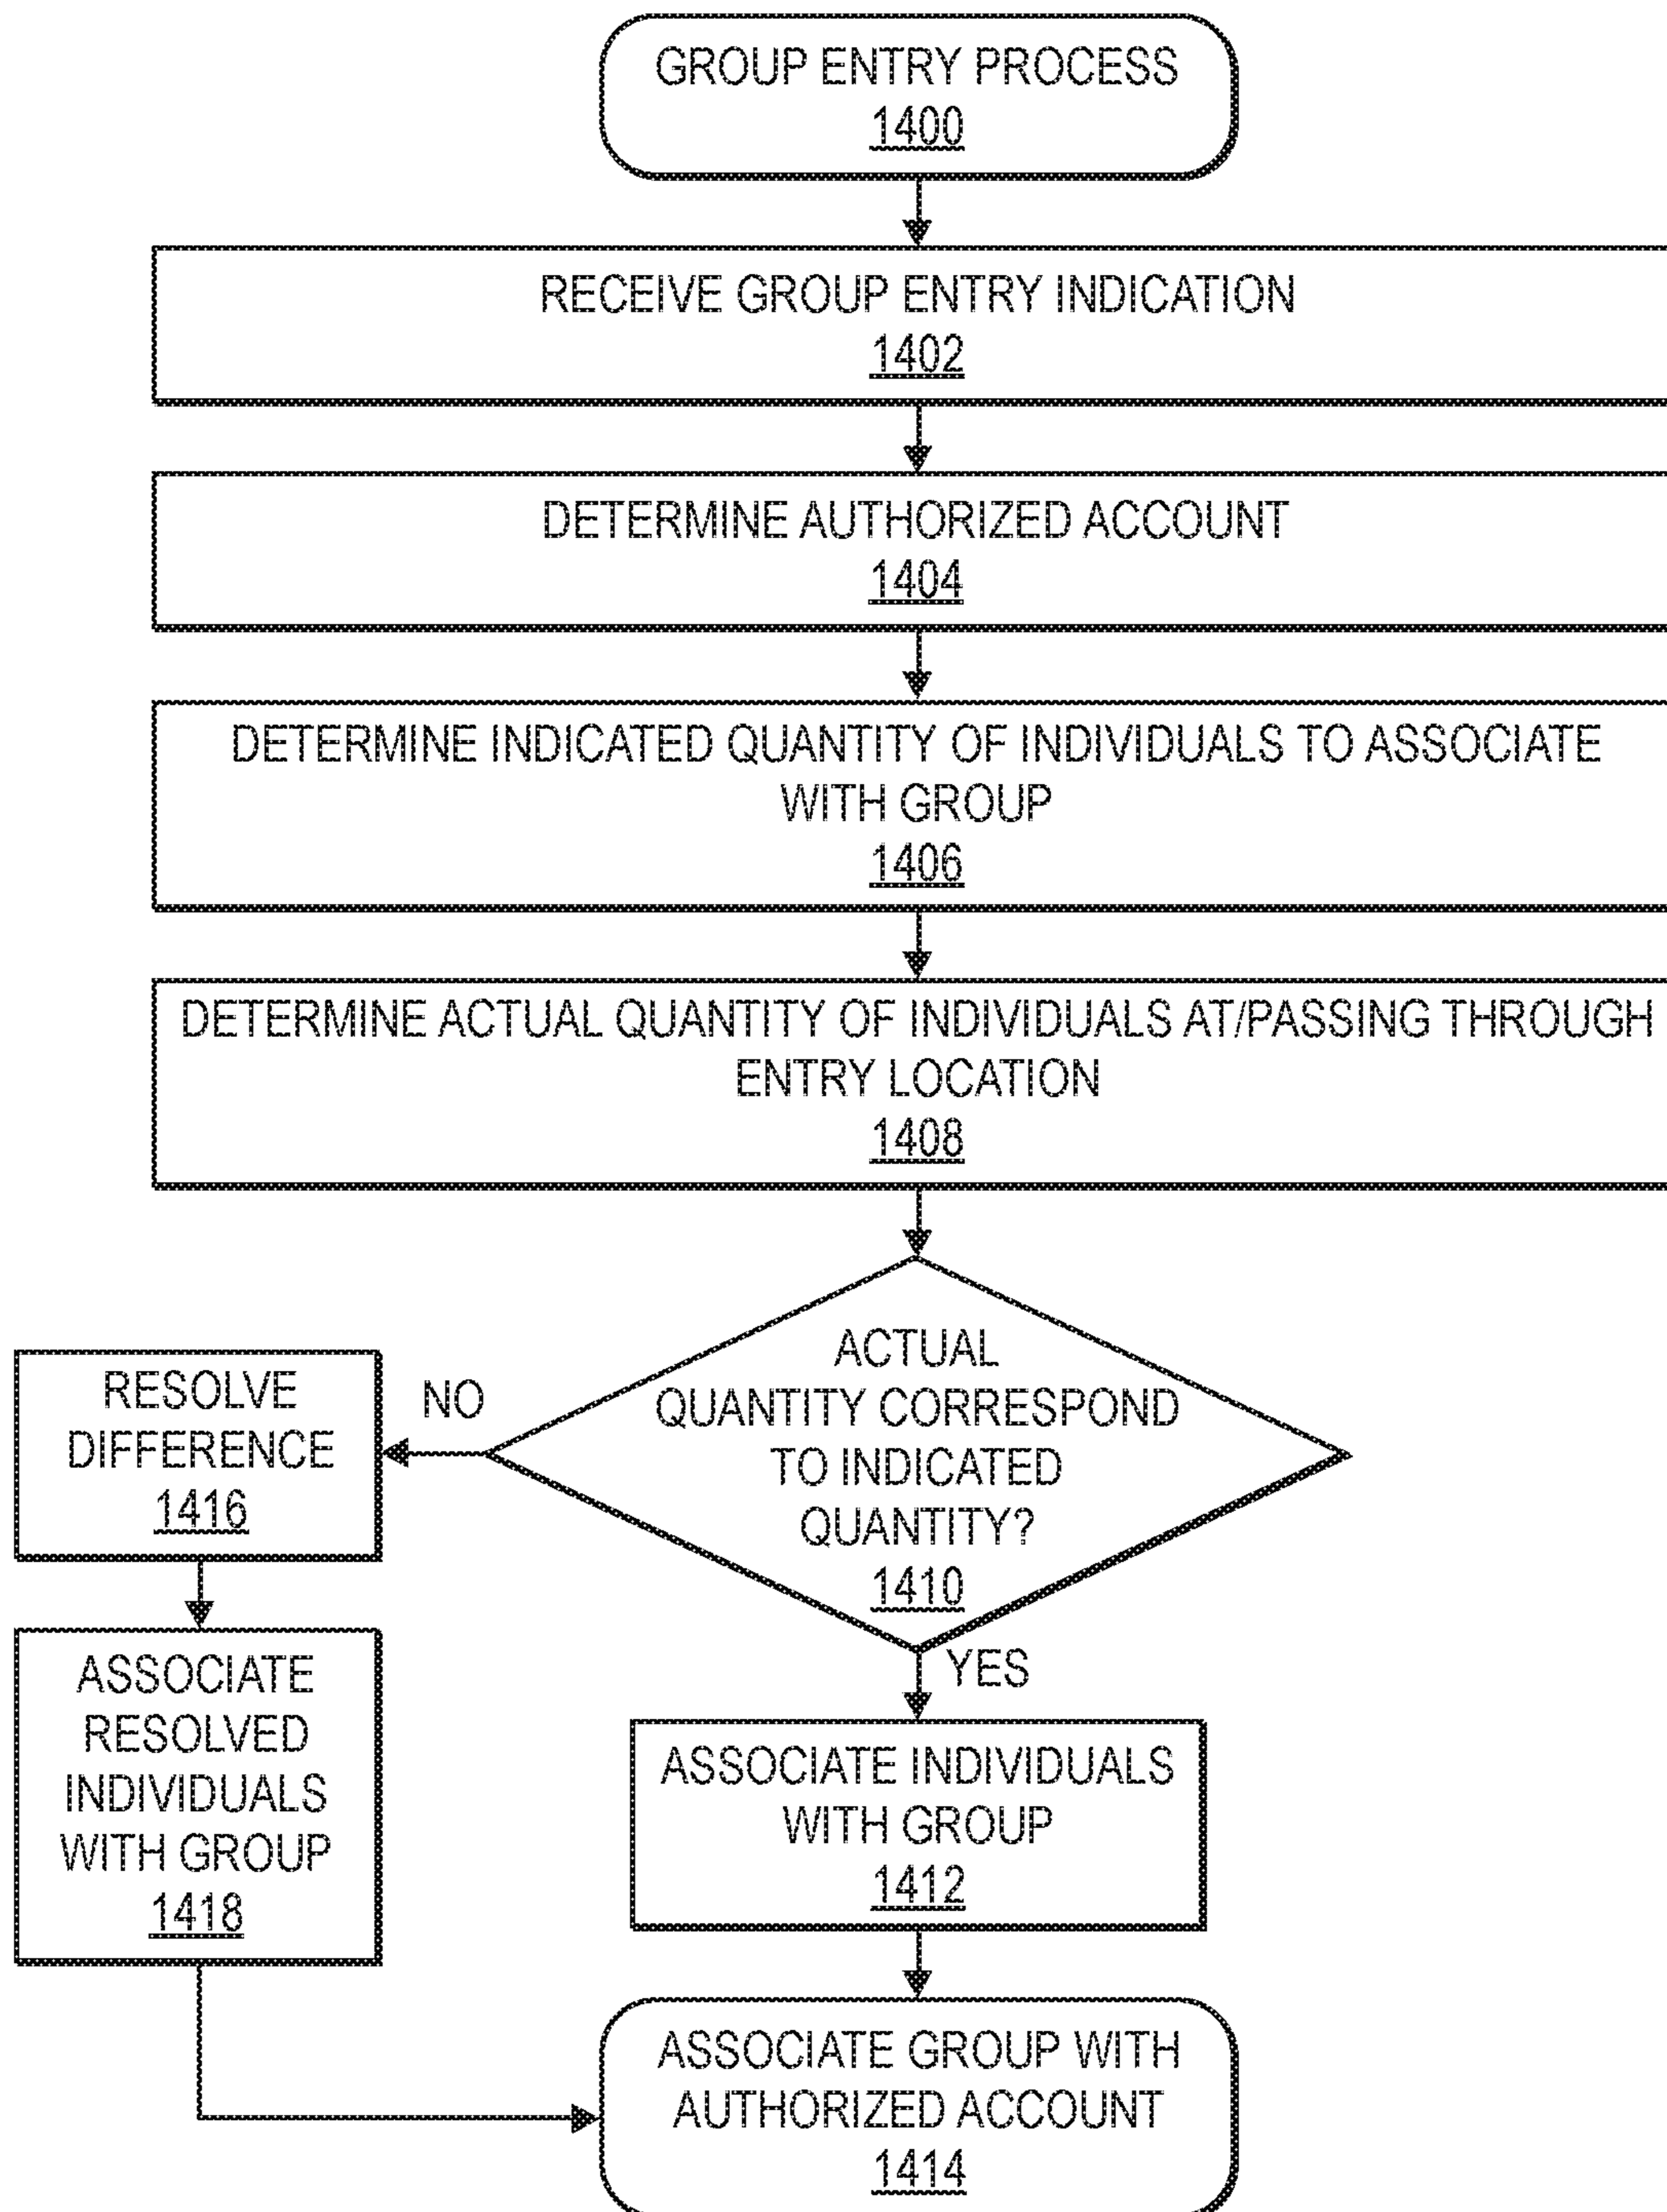 GROUP ENTRY PROCESS
1400
RECEIVE GROUP ENTRY INDICATION
1402
DETERMINE AUTHORIZED ACCOUNT
1404
DETERMINE INDICATED QUANTITY OF INDIVIDUALS TO ASSOCIATE
WITH GROUP
1406
DETERMINE ACTUAL QUANTITY OF INDIVIDUALS AT/PASSING THROUGH
ENTRY LOCATION
1408
ACTUAL
QUANTITY CORRESPOND
TO INDICATED
QUANTITY?
1410
NO
RESOLVE
DIFFERENCE
1416
ASSOCIATE
RESOLVED
INDIVIDUALS
WITH GROUP
1418
YES
ASSOCIATE INDIVIDUALS
WITH GROUP
1412
ASSOCIATE GROUP WITH
AUTHORIZED ACCOUNT
1414